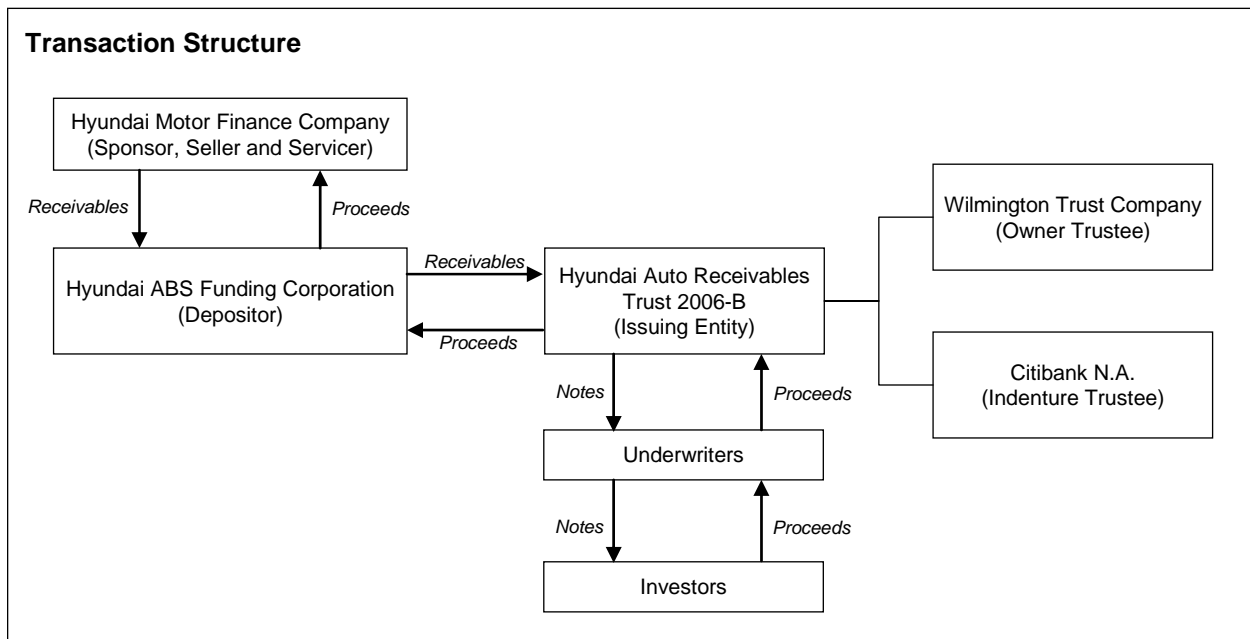 Transaction Structure
Hyundai Motor Finance Company
(Sponsor, Seller and Servicer)
Receivables
Proceeds
Hyundai ABS Funding Corporation
(Depositor)
Receivables
Proceeds
Hyundai Auto Receivables
Trust 2006-B
(Issuing Entity)
Wilmington Trust Company
(Owner Trustee)
Citibank N.A.
(Indenture Trustee)
Notes
Proceeds
Underwriters
Notes
Proceeds
Investors